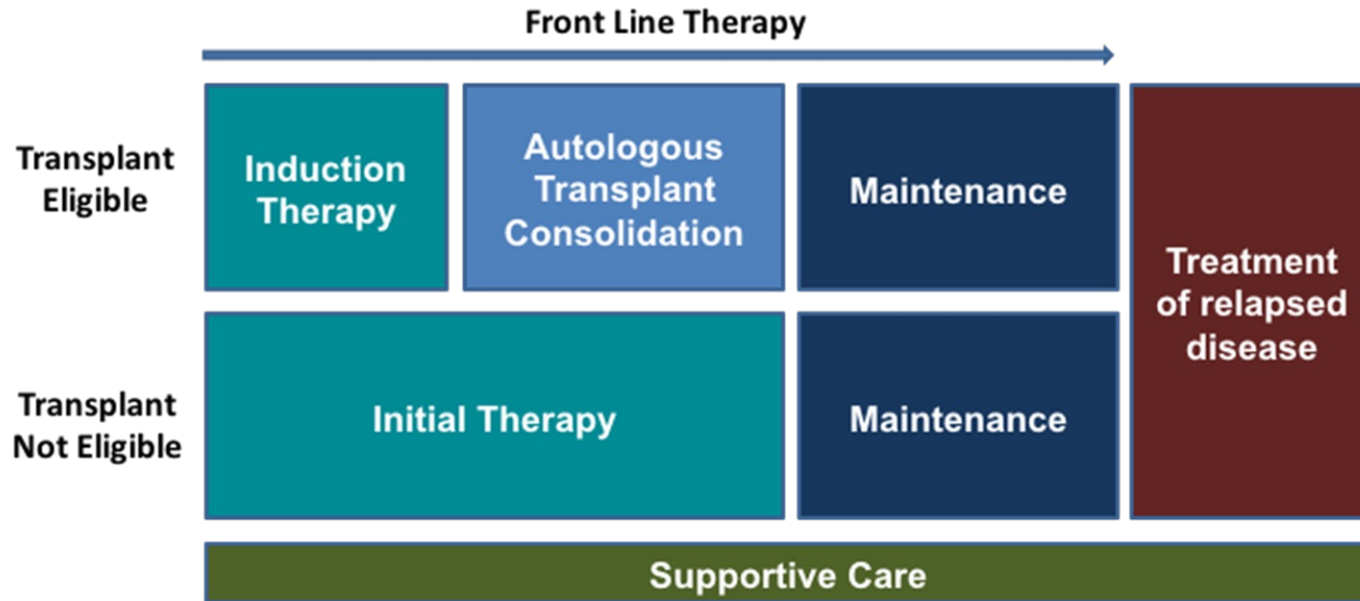 Front Line Therapy
Transplant
Eligible
Induction
Therapy
Autologous
Transplant
Consolidation
Maintenance
Treatment
of relapsed
disease
Transplant
Not Eligible
Initial Therapy
Maintenance
Supportive Care